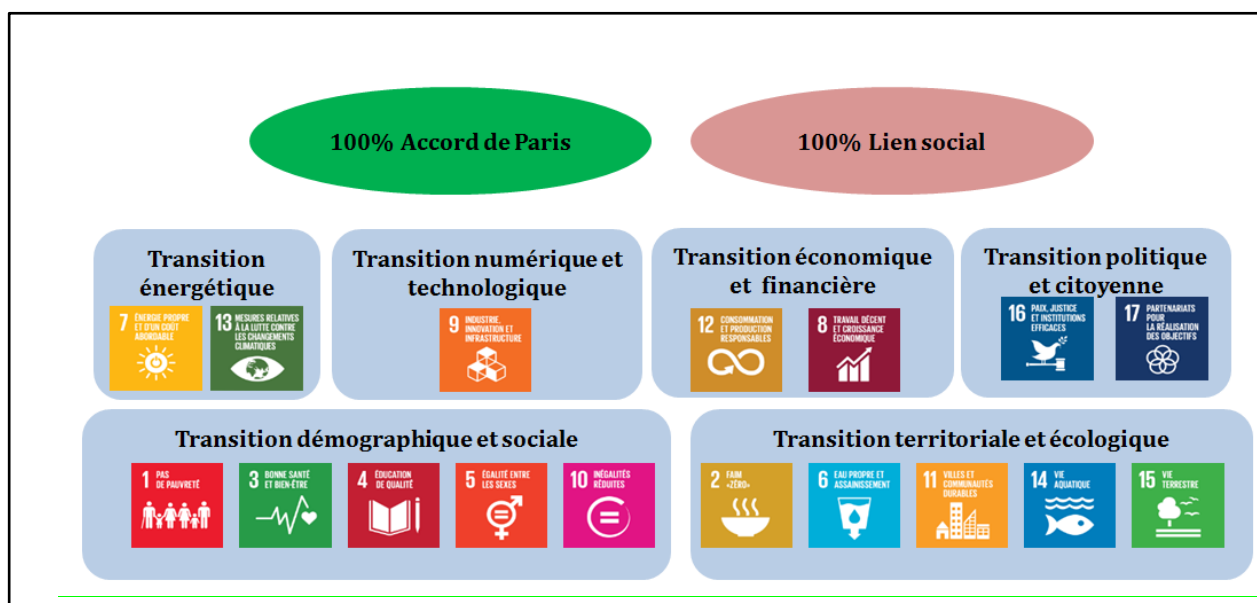 100% Accord de Paris
100% Lien social
Transition
énergétique
7 ÉNERGIE PROPRE
ET D'UN COÛT
ABORDABLE
13 MESURES RELATIVES
À LA LUTTE CONTRE
LES CHANGEMENTS
CLIMATIQUES
Transition numérique et
technologique
9 INDUSTRIE,
INNOVATION ET
INFRASTRUCTURE
Transition économique
et financière
12 CONSOMMATION
ET PRODUCTION
RESPONSABLES
8 TRAVAIL DÉCENT
ET CROISSANCE
ÉCONOMIQUE
Transition politique
et citoyenne
16 PAIX, JUSTICE
ET INSTITUTIONS
EFFICACES
17 PARTENARIATS
POUR
LA RÉALISATION
DES OBJECTIFS
Transition démographique et sociale
1 PAS
DE PAUVRETÉ
3 BONNE SANTÉ
ET BIEN-ÊTRE
4 ÉDUCATION
DE QUALITÉ
5 ÉGALITÉ ENTRE
LES SEXES
10 INÉGALITÉS
RÉDUITES
Transition territoriale et écologique
2 FAIM
«ZÉRO»
6 EAU PROPRE ET
ASSAINISSEMENT
11 VILLES ET
COMMUNAUTÉS
DURABLES
14 VIE
AQUATIQUE
15 VIE
TERRESTRE